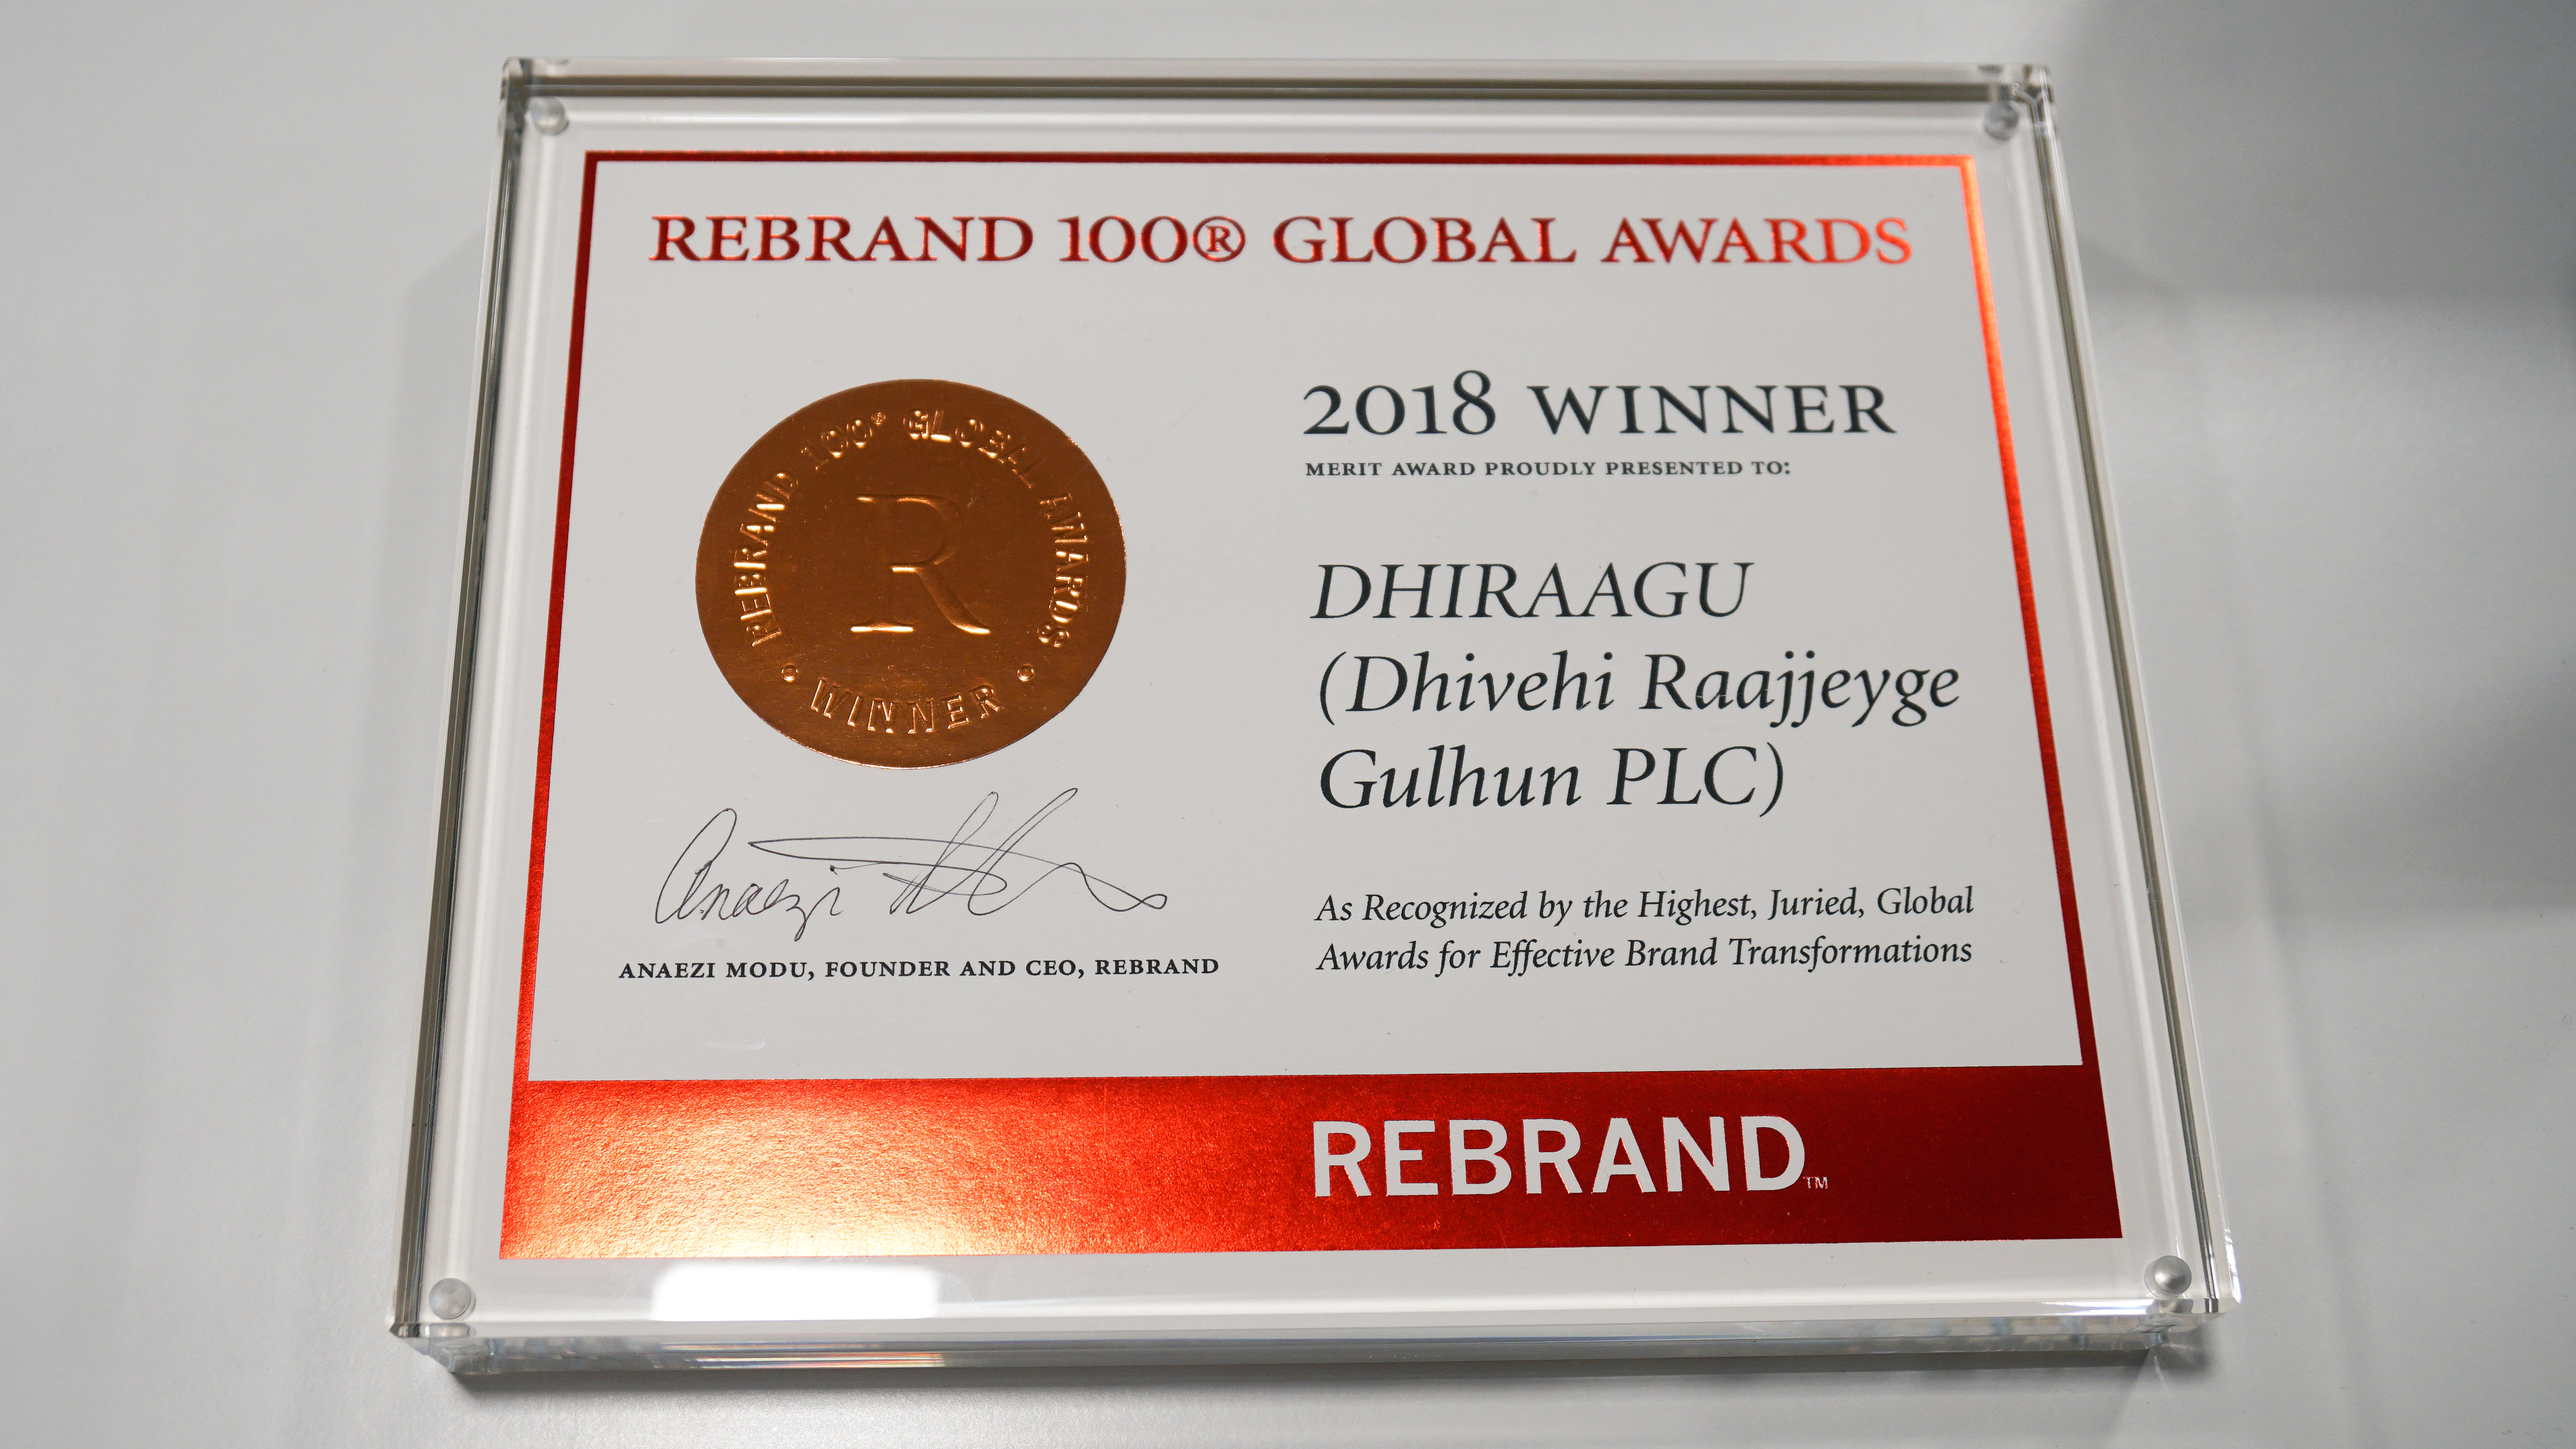 REBRAND 100® GLOBAL AWARDS
REBRAND 100® GLOBAL AWARDS
R
• WINNER •
Anaezi
ANAEZI MODU, FOUNDER AND CEO, REBRAND
2018 WINNER
MERIT AWARD PROUDLY PRESENTED TO:
DHIRAAGU
(Dhivehi Raajjeyge
Gulhun PLC)
As Recognized by the Highest, Juried, Global
Awards for Effective Brand Transformations
REBRAND™